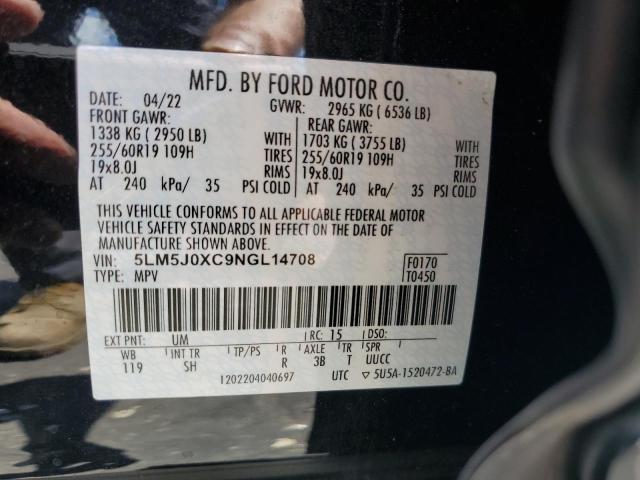 MFD. BY FORD MOTOR CO.
DATE: 04/22 GVWR: 2965 KG ( 6536 LB)
FRONT GAWR: REAR GAWR:
1338 KG ( 2950 LB) WITH 1703 KG ( 3755 LB) WITH
255/60R19 109H TIRES 255/60R19 109H TIRES
19x8.0J RIMS 19x8.0J RIMS
AT 240 kPa/ 35 PSI COLD AT 240 kPa/ 35 PSI COLD
THIS VEHICLE CONFORMS TO ALL APPLICABLE FEDERAL MOTOR
VEHICLE SAFETY STANDARDS IN EFFECT ON THE DATE OF
MANUFACTURE SHOWN ABOVE.
VIN: 5LM5J0XC9NGL14708 F0170
TYPE: MPV T0450
EXT PNT: UM RC: 15 DSO:
WB INT TR TP/PS R AXLE TR SPR
119 SH R 3B T UUCC
1202204040697 UTC ▽ 5U5A-1520472-BA